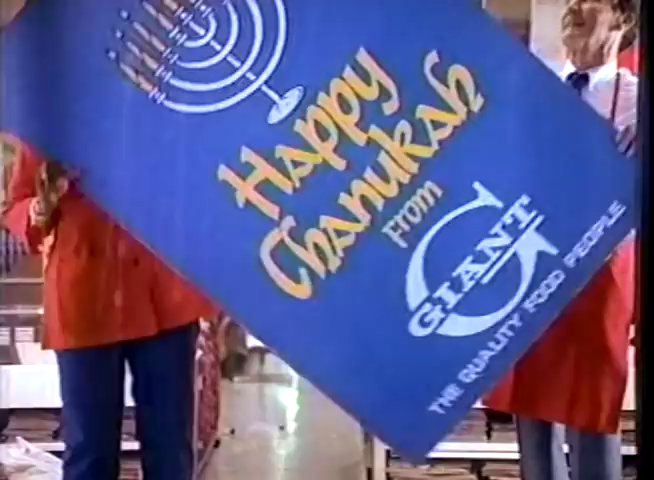 Happy
Chanukah
From
GIANT
THE QUALITY FOOD PEOPLE